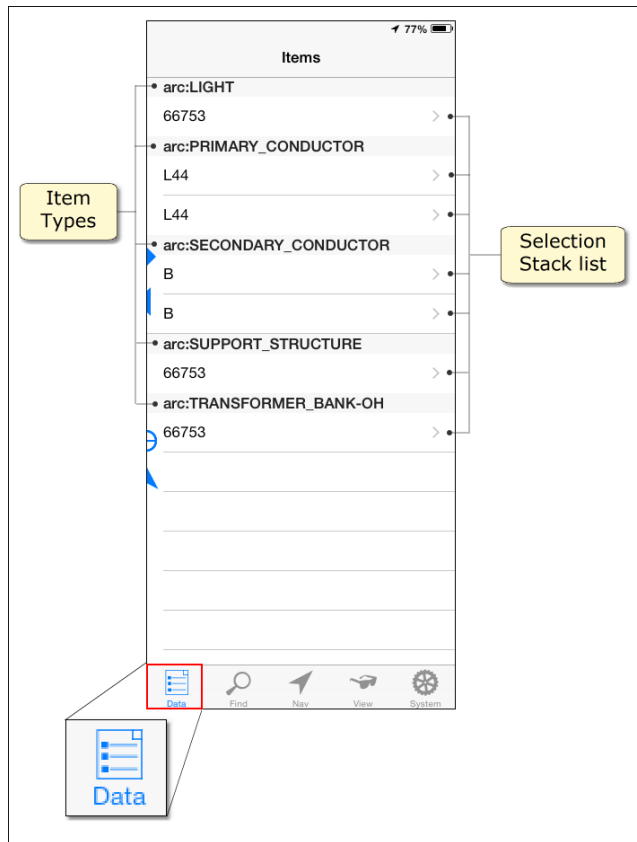 77%
Items
arc:LIGHT
66753
arc:PRIMARY_CONDUCTOR
L44
L44
arc:SECONDARY_CONDUCTOR
B
B
arc:SUPPORT_STRUCTURE
66753
arc:TRANSFORMER_BANK-OH
66753
Item
Types
Selection
Stack list
Data
Find
Nav
View
System
Data